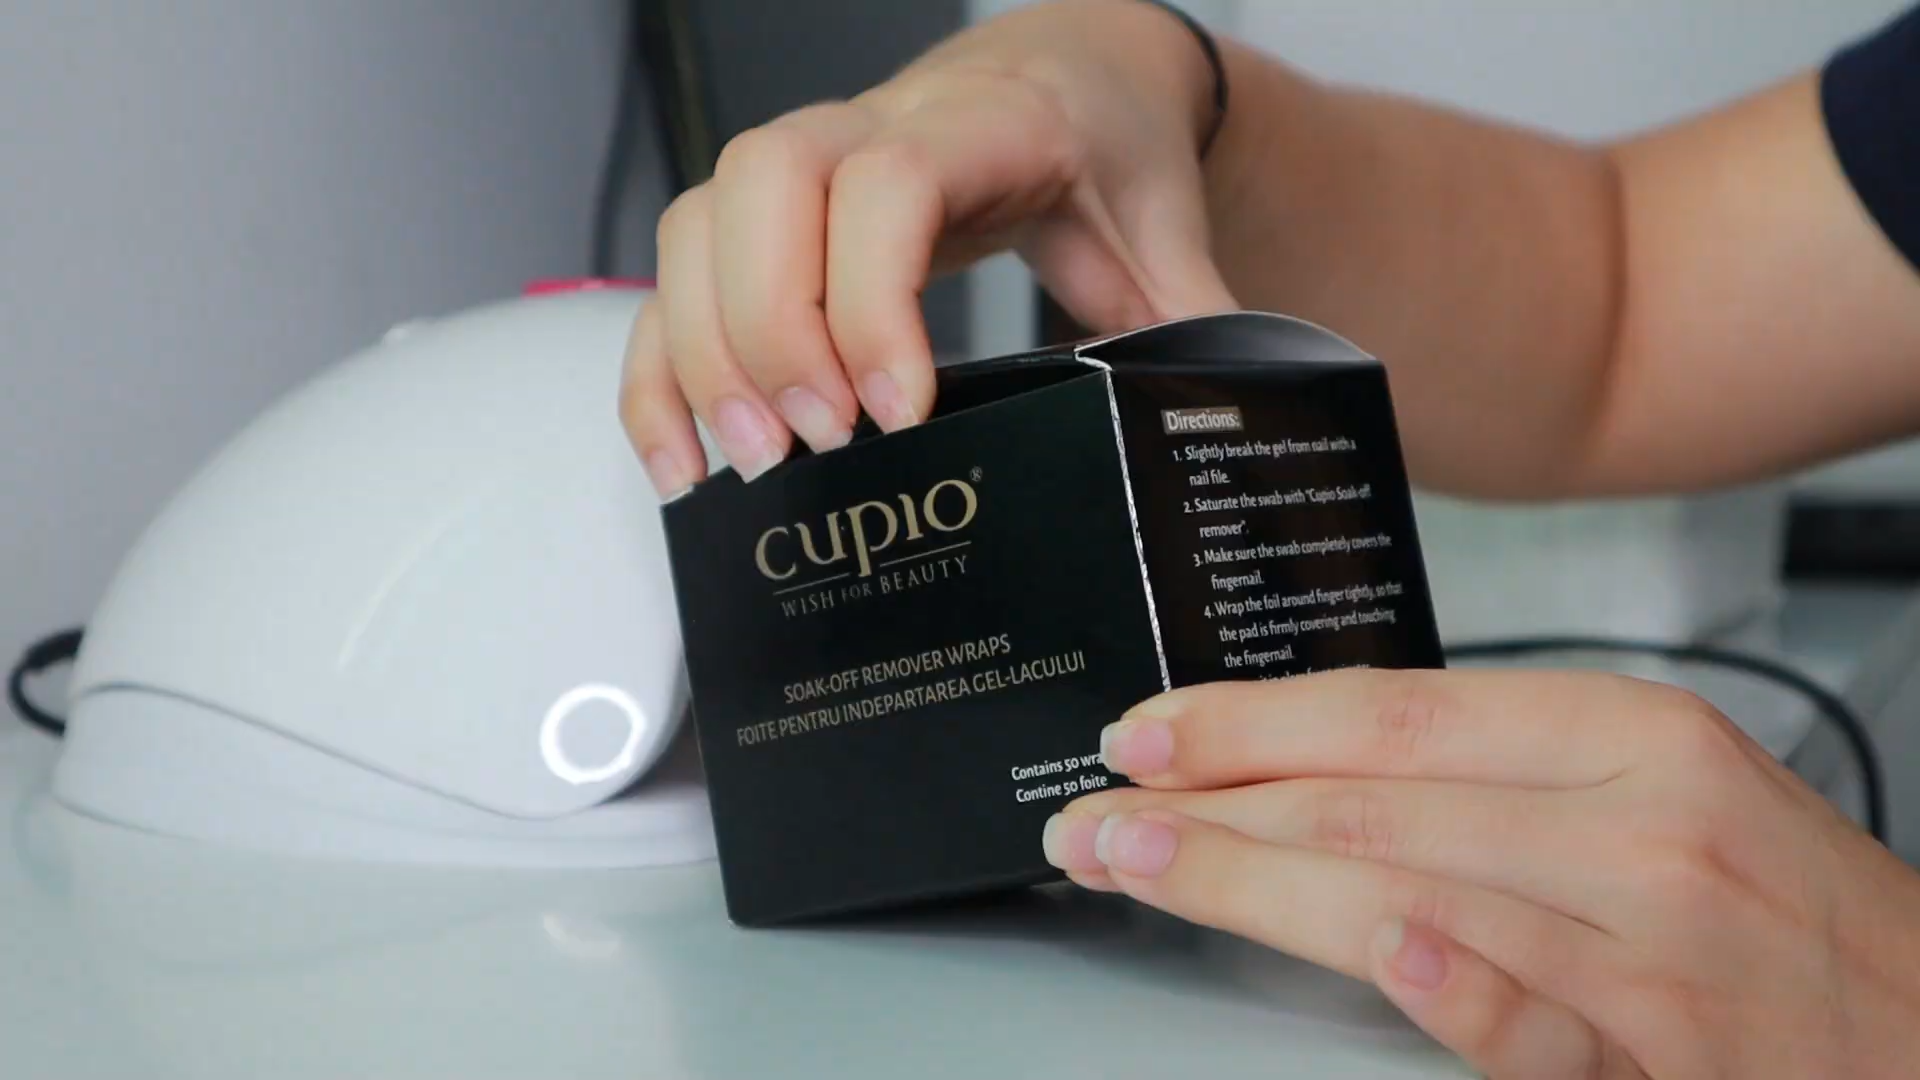 cupio®
WISH FOR BEAUTY
SOAK-OFF REMOVER WRAPS
FOITE PENTRU INDEPARTAREA GEL-LACULUI
Contains 50
Contine 50 foite
Directions:
1. Slightly break the gel from nail with a
nail file.
2. Saturate the swab with "Cupio Soak-off
remover".
3. Make sure the swab completely covers the
fingernail.
4. Wrap the foil around finger tightly, so that
the pad is firmly covering and touching
the fingernail.